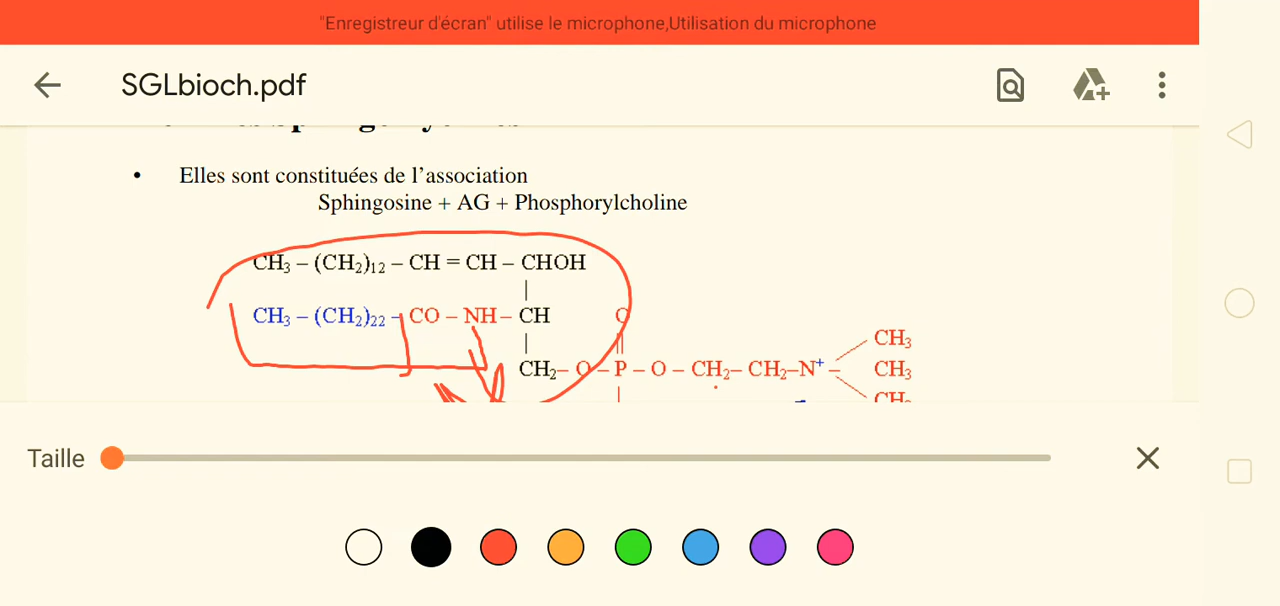 "Enregistreur d'écran" utilise le microphone,Utilisation du microphone
SGLbioch.pdf
• Elles sont constituées de l'association
Sphingosine + AG + Phosphorylcholine
CH₃ – (CH₂)₁₂ – CH = CH – CHOH
|
CH₃ – (CH₂)₂₂ – CO – NH – CH O
| ||
CH₃
CH₂– O – P – O – CH₂– CH₂–N⁺ – CH₃
|
Taille